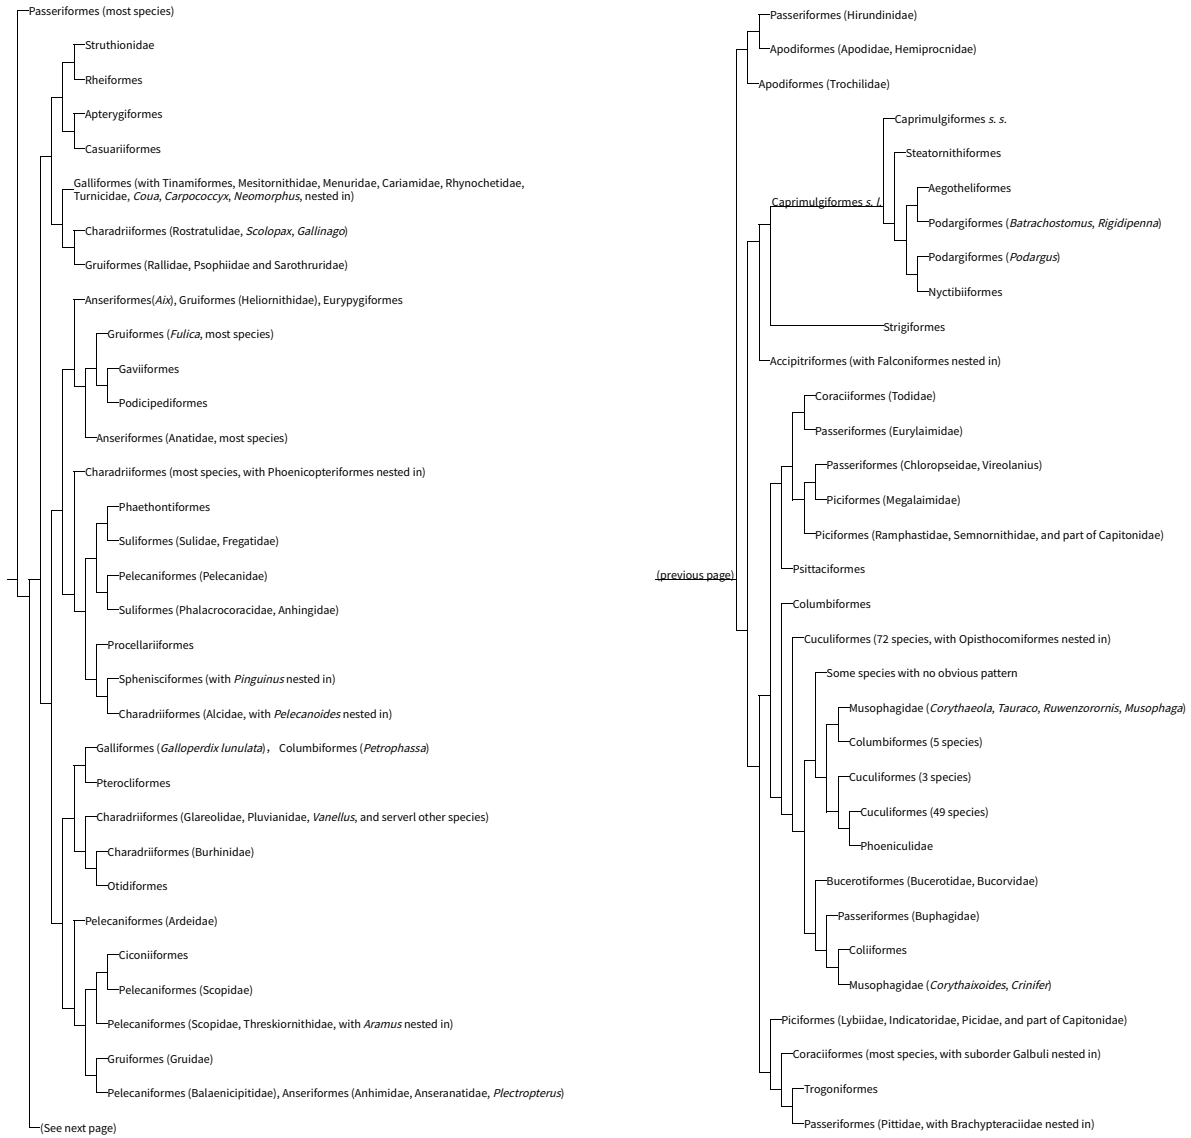 Passeriformes (most species)
Struthionidae
Rheiformes
Apterygiformes
Casuariiformes
Galliformes (with Tinamiformes, Mesitornithidae, Menuridae, Cariamidae, Rhynochetidae,
Turnicidae, Coua, Carpococcyx, Neomorphus, nested in)
Charadriiformes (Rostratulidae, Scolopax, Gallinago)
Gruiformes (Rallidae, Psophiidae and Sarothruridae)
Anseriformes(Aix), Gruiformes (Heliornithidae), Eurypygiformes
Gruiformes (Fulica, most species)
Gaviiformes
Podicipediformes
Anseriformes (Anatidae, most species)
Charadriiformes (most species, with Phoenicopteriformes nested in)
Phaethontiformes
Suliformes (Sulidae, Fregatidae)
Pelecaniformes (Pelecanidae)
Suliformes (Phalacrocoracidae, Anhingidae)
Procellariiformes
Sphenisciformes (with Pinguinus nested in)
Charadriiformes (Alcidae, with Pelecanoides nested in)
Galliformes (Galloperdix lunulata)， Columbiformes (Petrophassa)
Pterocliformes
Charadriiformes (Glareolidae, Pluvianidae, Vanellus, and serverl other species)
Charadriiformes (Burhinidae)
Otidiformes
Pelecaniformes (Ardeidae)
Ciconiiformes
Pelecaniformes (Scopidae)
Pelecaniformes (Scopidae, Threskiornithidae, with Aramus nested in)
Gruiformes (Gruidae)
Pelecaniformes (Balaenicipitidae), Anseriformes (Anhimidae, Anseranatidae, Plectropterus)
(See next page)
(previous page)
Passeriformes (Hirundinidae)
Apodiformes (Apodidae, Hemiprocnidae)
Apodiformes (Trochilidae)
Caprimulgiformes s. l.
Caprimulgiformes s. s.
Steatornithiformes
Aegotheliformes
Podargiformes (Batrachostomus, Rigidipenna)
Podargiformes (Podargus)
Nyctibiiformes
Strigiformes
Accipitriformes (with Falconiformes nested in)
Coraciiformes (Todidae)
Passeriformes (Eurylaimidae)
Passeriformes (Chloropseidae, Vireolanius)
Piciformes (Megalaimidae)
Piciformes (Ramphastidae, Semnornithidae, and part of Capitonidae)
Psittaciformes
Columbiformes
Cuculiformes (72 species, with Opisthocomiformes nested in)
Some species with no obvious pattern
Musophagidae (Corythaeola, Tauraco, Ruwenzorornis, Musophaga)
Columbiformes (5 species)
Cuculiformes (3 species)
Cuculiformes (49 species)
Phoeniculidae
Bucerotiformes (Bucerotidae, Bucorvidae)
Passeriformes (Buphagidae)
Coliiformes
Musophagidae (Corythaixoides, Crinifer)
Piciformes (Lybiidae, Indicatoridae, Picidae, and part of Capitonidae)
Coraciiformes (most species, with suborder Galbuli nested in)
Trogoniformes
Passeriformes (Pittidae, with Brachypteraciidae nested in)